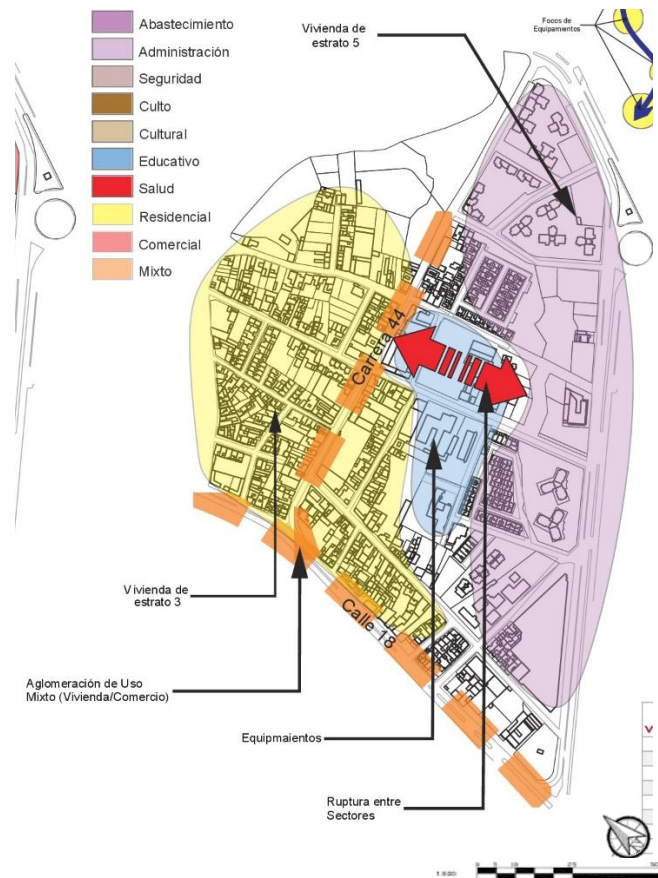 Abastecimiento
Administración
Seguridad
Culto
Cultural
Educativo
Salud
Residencial
Comercial
Mixto
Vivienda de
estrato 5
Focos de
Equipamientos
Carrera 44
Calle 18
Vivienda de
estrato 3
Aglomeración de Uso
Mixto (Vivienda/Comercio)
Equipmaientos
Ruptura entre
Sectores
V